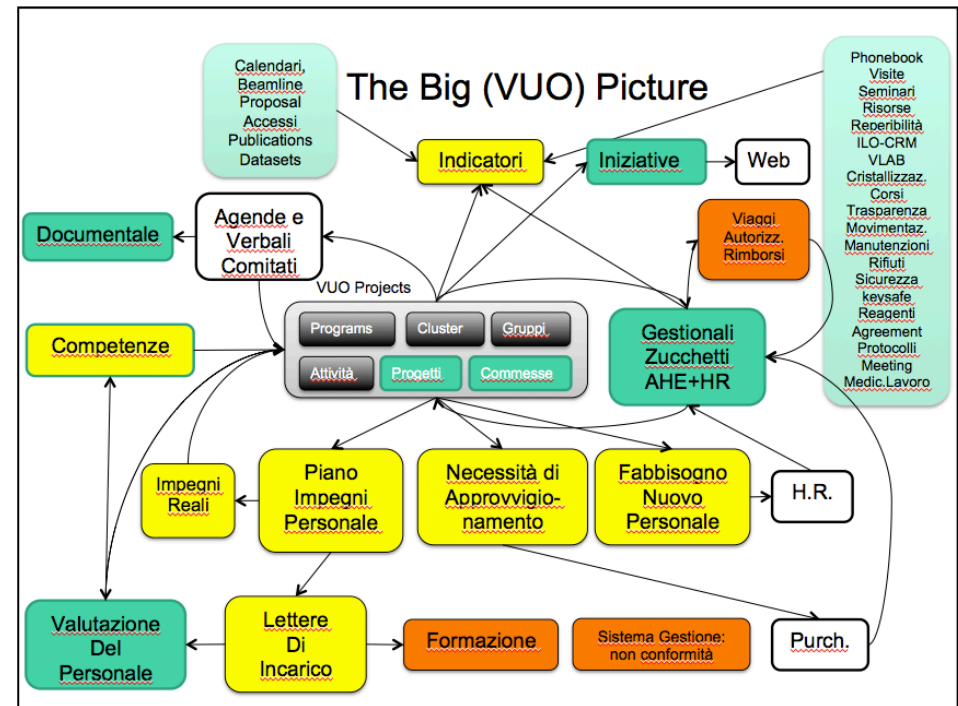 Calendari,
Beamline
Proposal
Accessi
Publications
Datasets
The Big (VUO) Picture
Phonebook
Visite
Seminari
Risorse
Reperibilità
ILO-CRM
VLAB
Cristallizzaz.
Corsi
Trasparenza
Movimentaz.
Manutenzioni
Rifiuti
Sicurezza
keysafe
Reagenti
Agreement
Protocolli
Meeting
Medic.Lavoro
Indicatori
Iniziative
Web
Documentale
Agende e
Verbali
Comitati
Viaggi
Autorizz.
Rimborsi
VUO Projects
Programs
Cluster
Gruppi
Attività
Progetti
Commesse
Competenze
Gestionali
Zucchetti
AHE+HR
Impegni
Reali
Piano
Impegni
Personale
Necessità di
Approvvigio-
namento
Fabbisogno
Nuovo
Personale
H.R.
Valutazione
Del
Personale
Lettere
Di
Incarico
Formazione
Sistema Gestione:
non conformità
Purch.